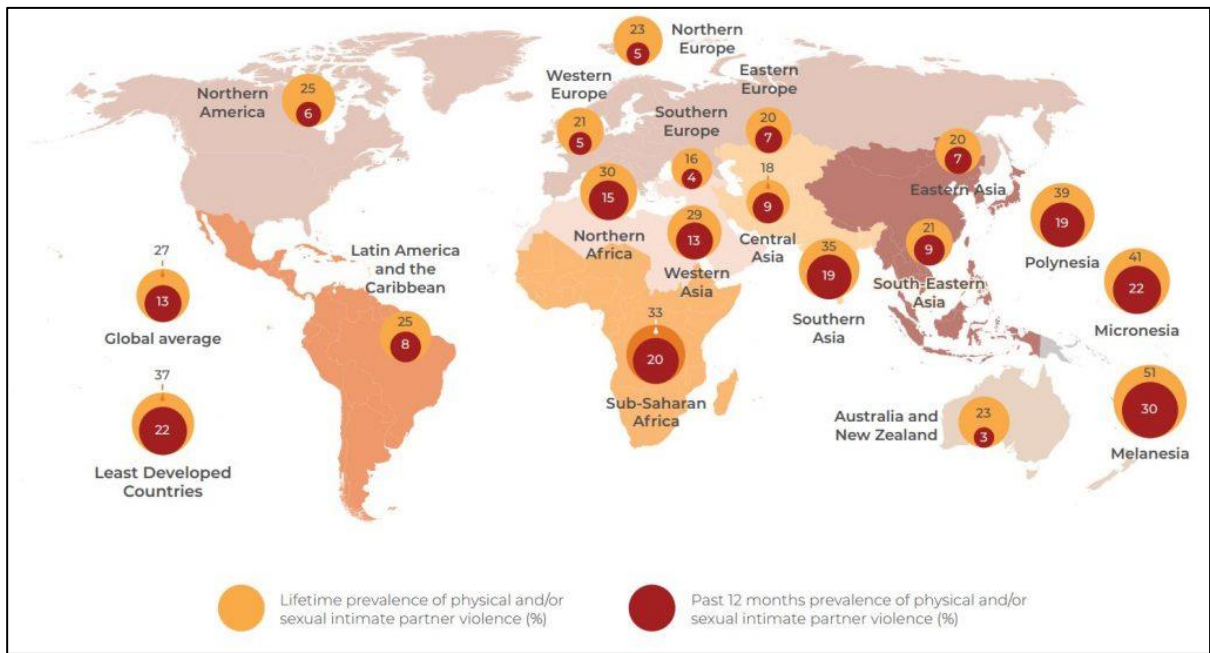 23
5
Northern
Europe
25
6
Northern
America
Western
Europe
21
5
Eastern
Europe
20
7
Southern
Europe
16
4
20
7
Eastern Asia
30
15
Northern
Africa
29
13
Western
Asia
18
9
Central
Asia
39
19
Polynesia
35
19
Southern
Asia
21
9
South-Eastern
Asia
41
22
Micronesia
27
13
Global average
Latin America
and the
Caribbean
25
8
33
20
Sub-Saharan
Africa
37
22
Least Developed
Countries
Australia and
New Zealand
23
3
51
30
Melanesia
Lifetime prevalence of physical and/or
sexual intimate partner violence (%)
Past 12 months prevalence of physical and/or
sexual intimate partner violence (%)